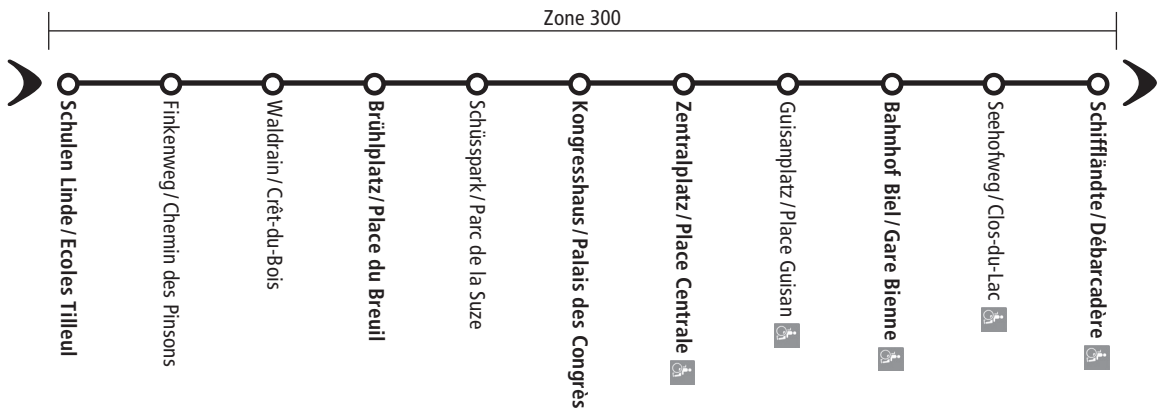 Zone 300
Schulen Linde / Ecoles Tilleul
Finkenweg / Chemin des Pinsons
Waldrain / Crêt-du-Bois
Brühlplatz / Place du Breuil
Schüsspark / Parc de la Suze
Kongresshaus / Palais des Congrès
Zentralplatz / Place Centrale
Guisanplatz / Place Guisan
Bahnhof Biel / Gare Bienne
Seehofweg / Clos-du-Lac
Schiffländte / Débarcadère